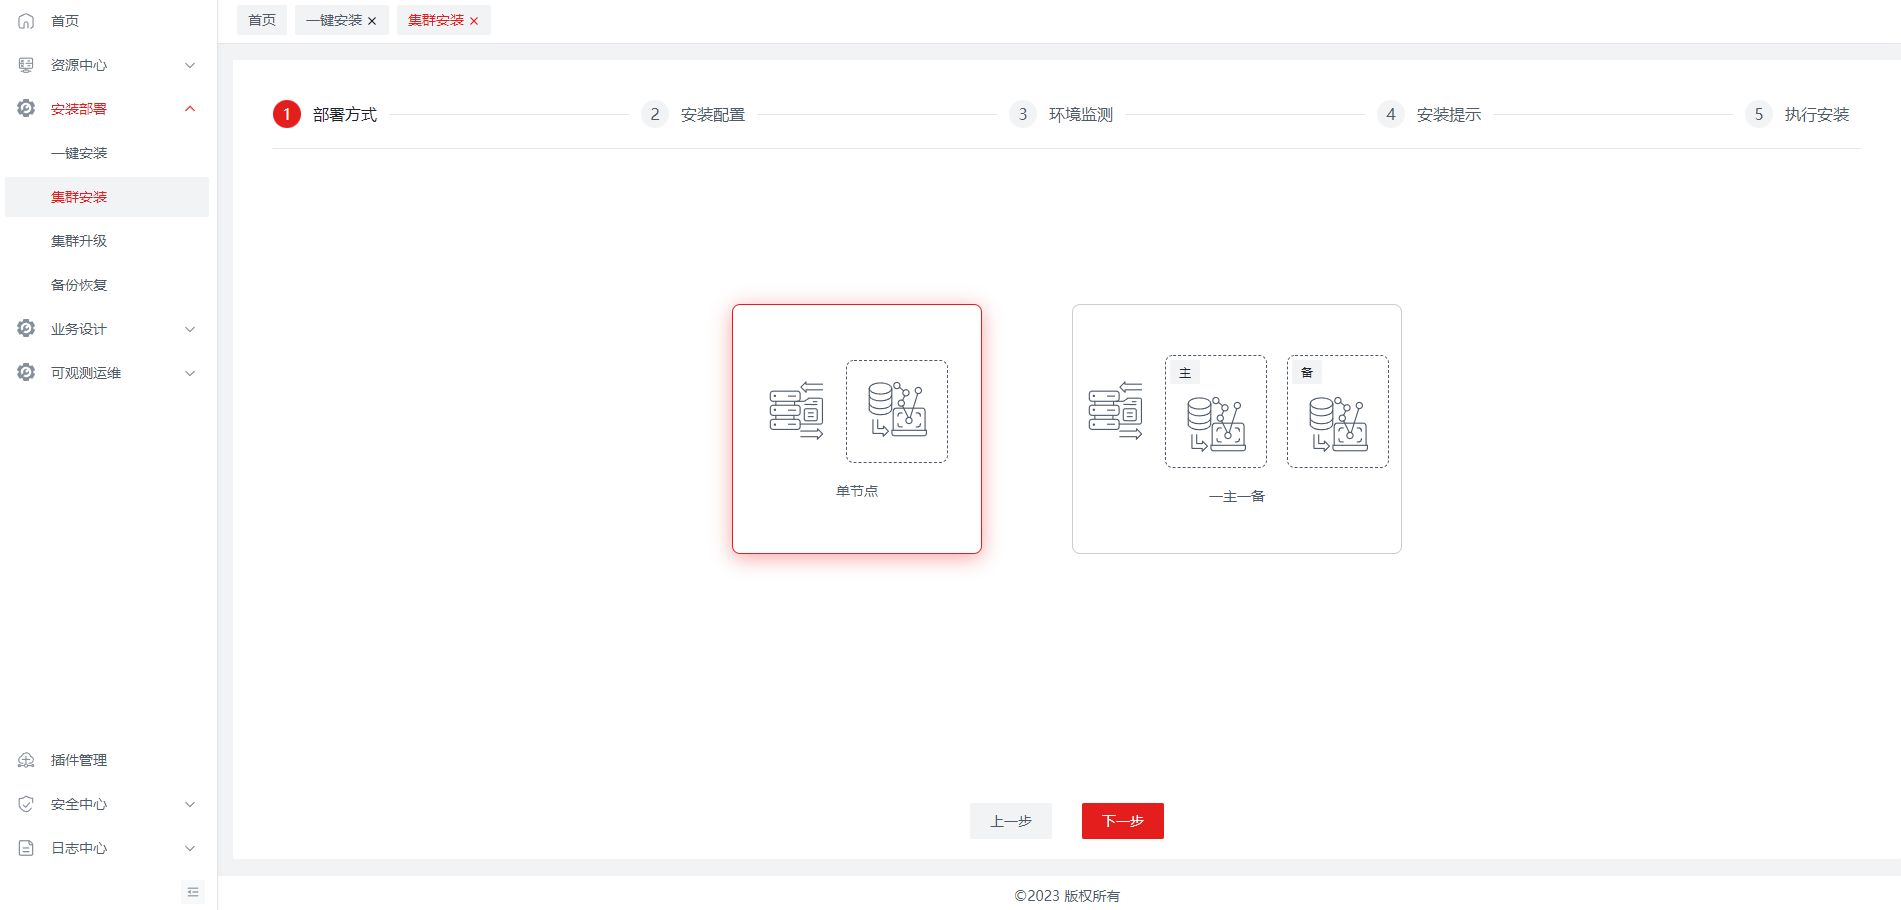 首页
资源中心
安装部署
一键安装
集群安装
集群升级
备份恢复
业务设计
可观测运维
插件管理
安全中心
日志中心
首页 一键安装 × 集群安装 ×
1 部署方式 2 安装配置 3 环境监测 4 安装提示 5 执行安装
单节点
主 备
一主一备
上一步 下一步
©2023 版权所有